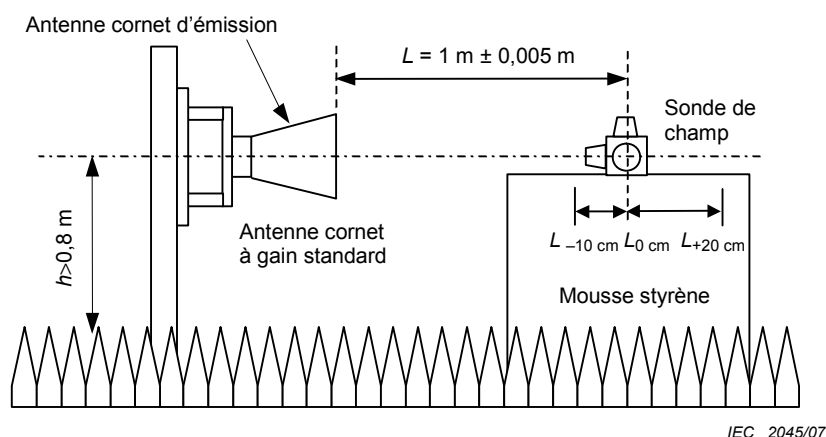 Antenne cornet d'émission
L = 1 m ± 0,005 m
Sonde de
champ
h>0,8 m
Antenne cornet
à gain standard
L –10 cm L0 cm L+20 cm
Mousse styrène
IEC 2045/07